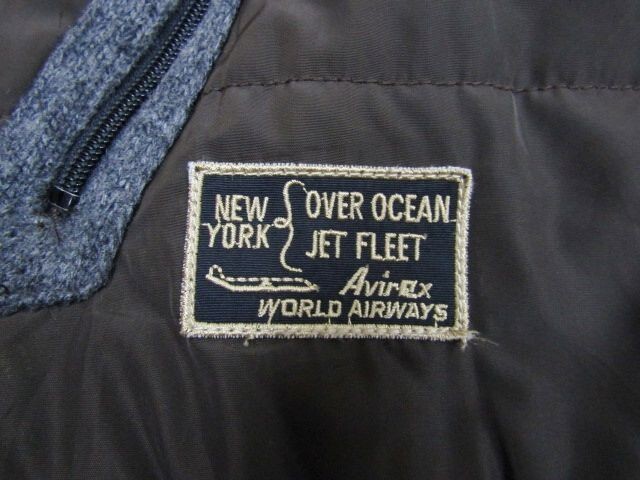 NEW YORK
OVER OCEAN
JET FLEET
Avirex
WORLD AIRWAYS